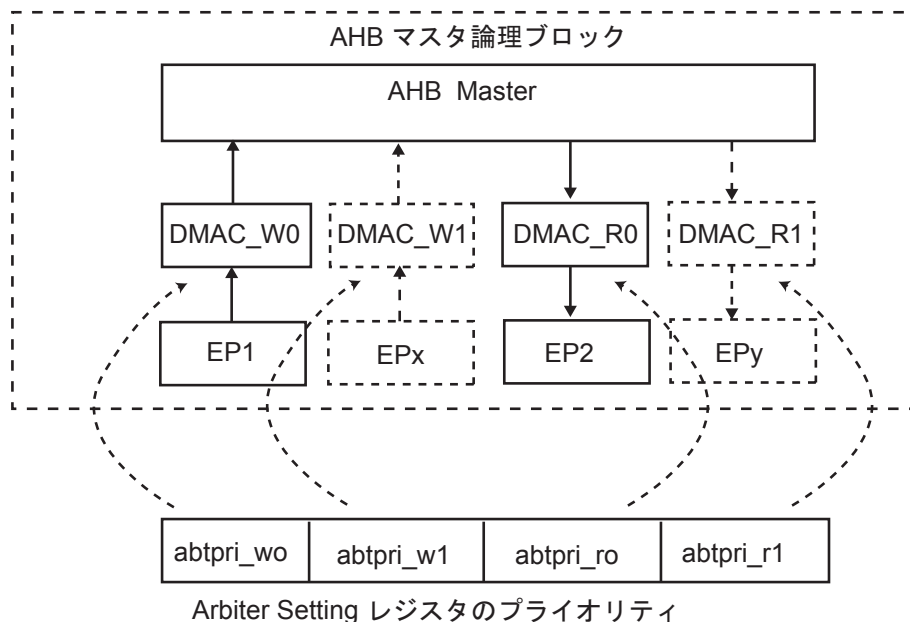 AHB マスタ論理ブロック
AHB Master
DMAC_W0 DMAC_W1 DMAC_R0 DMAC_R1
EP1 EPx EP2 EPy
abtpri_wo abtpri_w1 abtpri_ro abtpri_r1
Arbiter Setting レジスタのプライオリティ